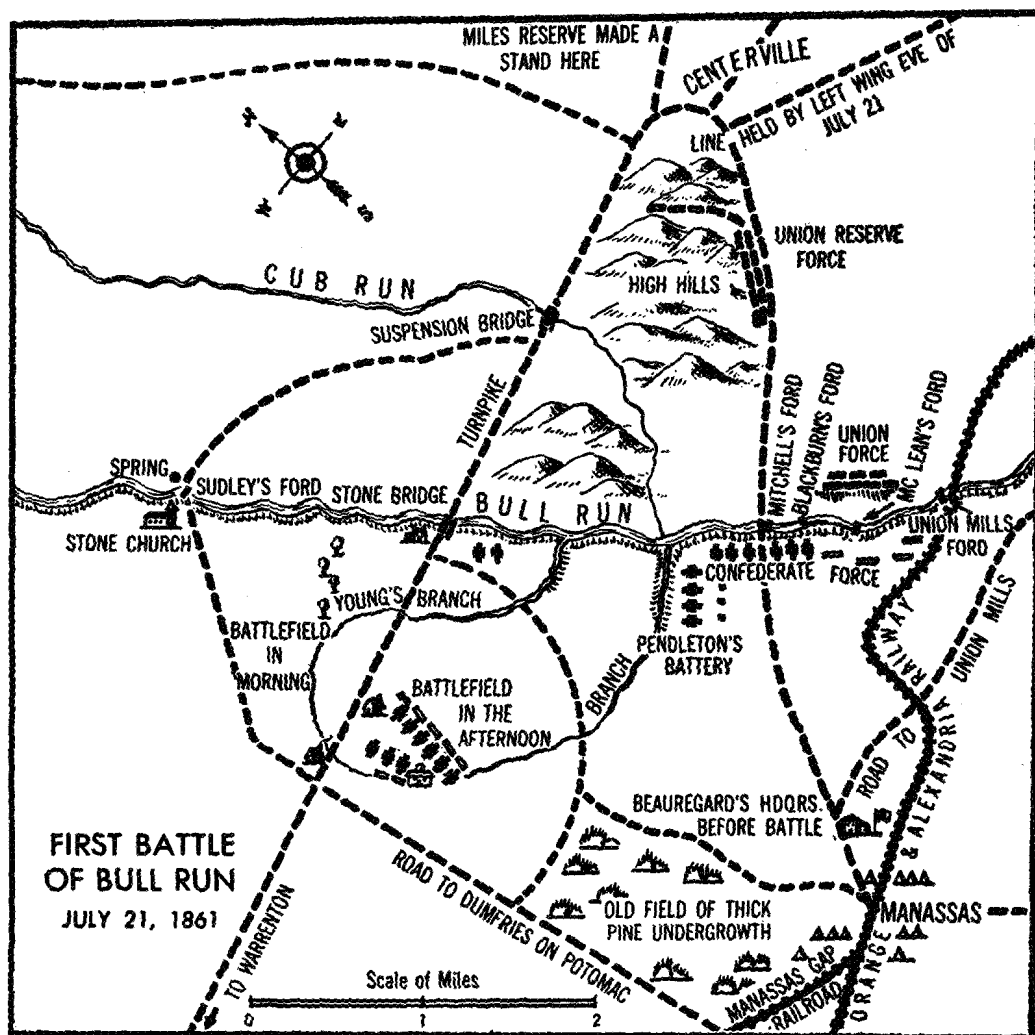 MILES RESERVE MADE A
STAND HERE
CENTERVILLE
LINE HELD BY LEFT WING EVE OF
JULY 21
N
S
UNION RESERVE
FORCE
CUB RUN
HIGH HILLS
SUSPENSION BRIDGE
TURNPIKE
MITCHELL'S FORD
BLACKBURN'S FORD
MC LEAN'S FORD
UNION
FORCE
SPRING
SUDLEY'S FORD
STONE BRIDGE
BULL RUN
UNION MILLS
FORD
STONE CHURCH
CONFEDERATE FORCE
YOUNG'S BRANCH
PENDLETON'S
BATTERY
BATTLEFIELD
IN
MORNING
BATTLEFIELD
IN THE
AFTERNOON
BRANCH
RAILWAY
ROAD TO UNION MILLS
BEAUREGARD'S HDQRS.
BEFORE BATTLE
ORANGE & ALEXANDRIA
FIRST BATTLE
OF BULL RUN
JULY 21, 1861
ROAD TO DUMFRIES ON POTOMAC
OLD FIELD OF THICK
PINE UNDERGROWTH
MANASSAS
MANASSAS GAP
RAILROAD
TO WARRENTON
Scale of Miles
0 1 2